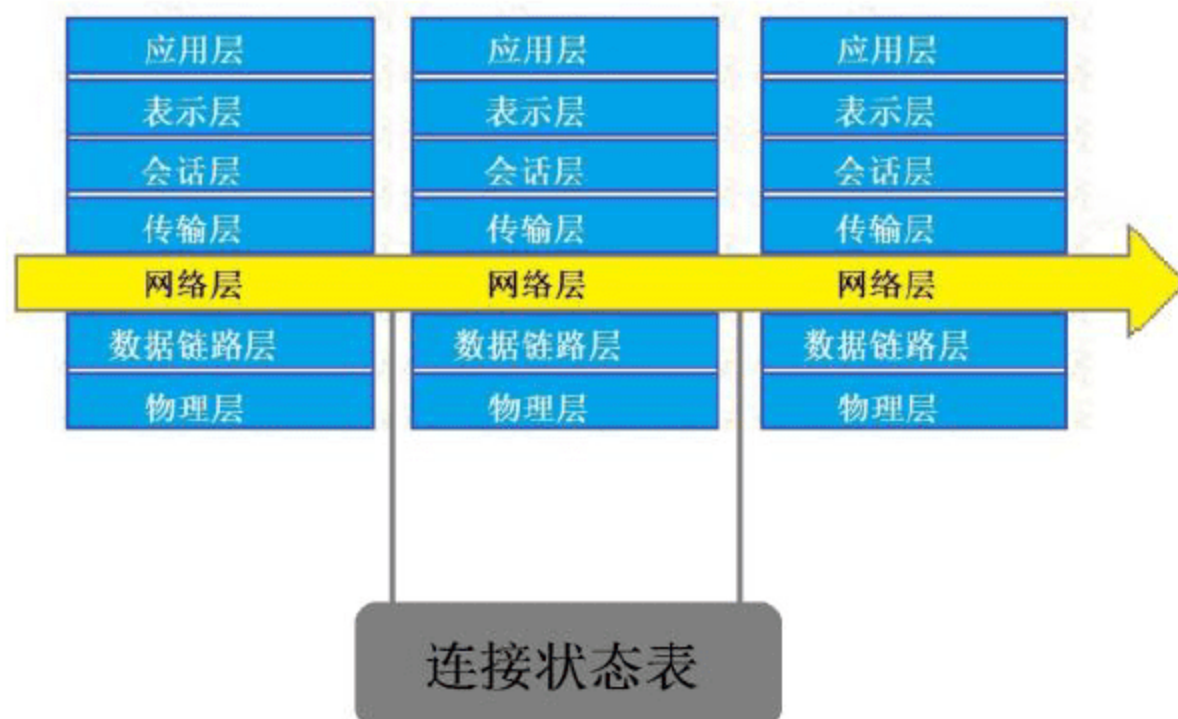 应用层 应用层 应用层
表示层 表示层 表示层
会话层 会话层 会话层
传输层 传输层 传输层
网络层 网络层 网络层
数据链路层 数据链路层 数据链路层
物理层 物理层 物理层
连接状态表